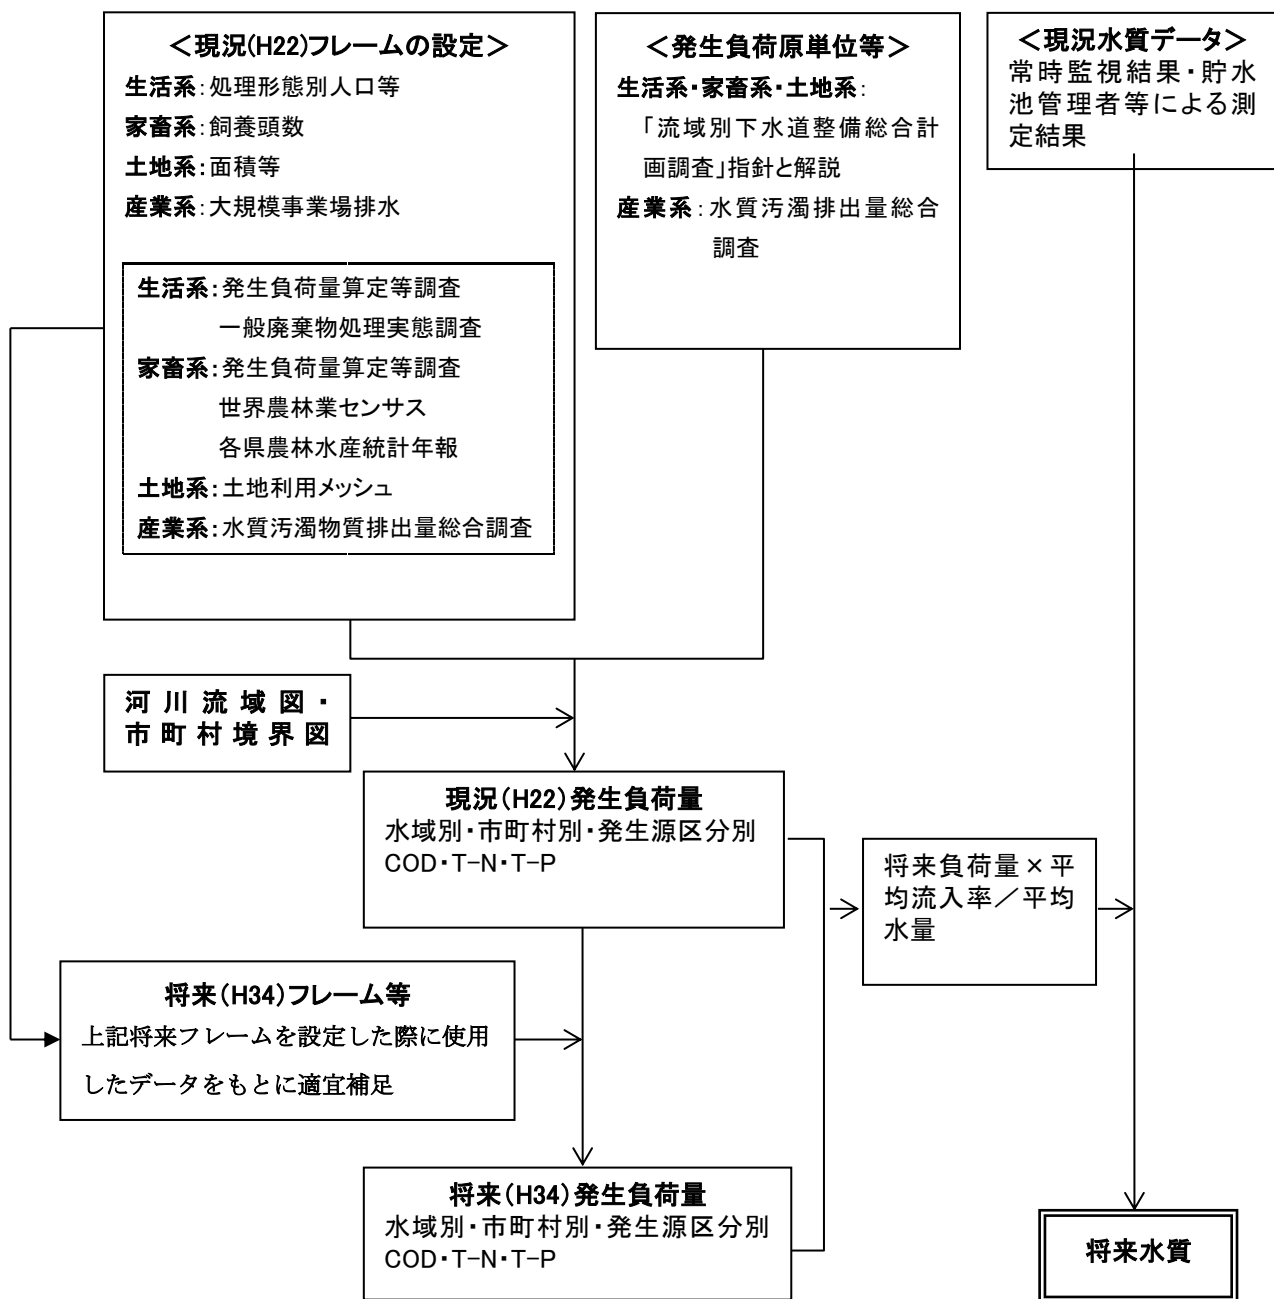 ＜現況(H22)フレームの設定＞
生活系：処理形態別人口等
家畜系：飼養頭数
土地系：面積等
産業系：大規模事業場排水
生活系：発生負荷量算定等調査
一般廃棄物処理実態調査
家畜系：発生負荷量算定等調査
世界農林業センサス
各県農林水産統計年報
土地系：土地利用メッシュ
産業系：水質汚濁物質排出量総合調査
＜発生負荷原単位等＞
生活系・家畜系・土地系：
「流域別下水道整備総合計
画調査」指針と解説
産業系：水質汚濁排出量総合
調査
＜現況水質データ＞
常時監視結果・貯水
池管理者等による測
定結果
河川流域図・
市町村境界図
現況（H22）発生負荷量
水域別・市町村別・発生源区分別
COD・T-N・T-P
将来負荷量×平
均流入率／平均
水量
将来（H34）フレーム等
上記将来フレームを設定した際に使用
したデータをもとに適宜補足
将来（H34）発生負荷量
水域別・市町村別・発生源区分別
COD・T-N・T-P
将来水質